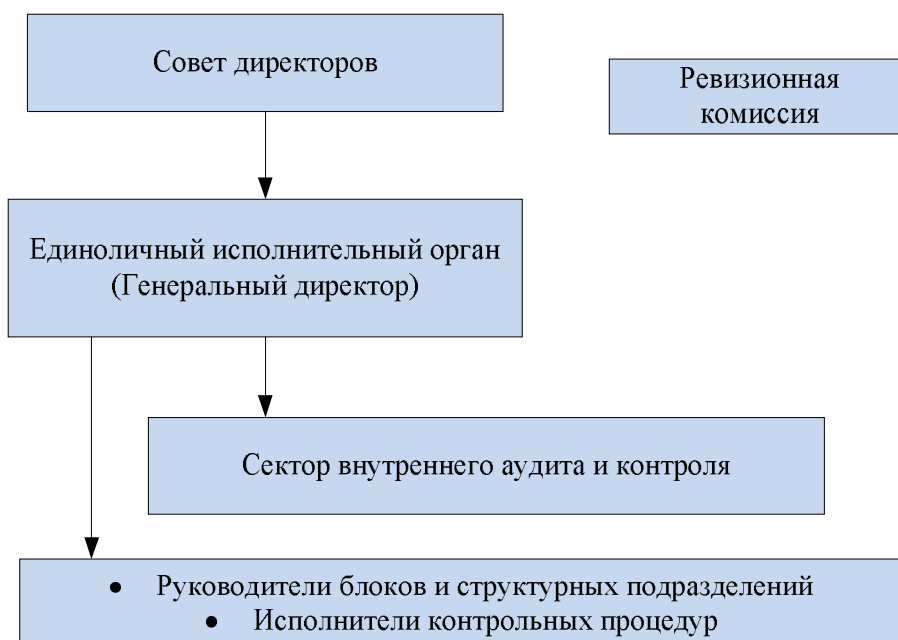 Совет директоров
Ревизионная
комиссия
Единоличный исполнительный орган
(Генеральный директор)
Сектор внутреннего аудита и контроля
• Руководители блоков и структурных подразделений
• Исполнители контрольных процедур